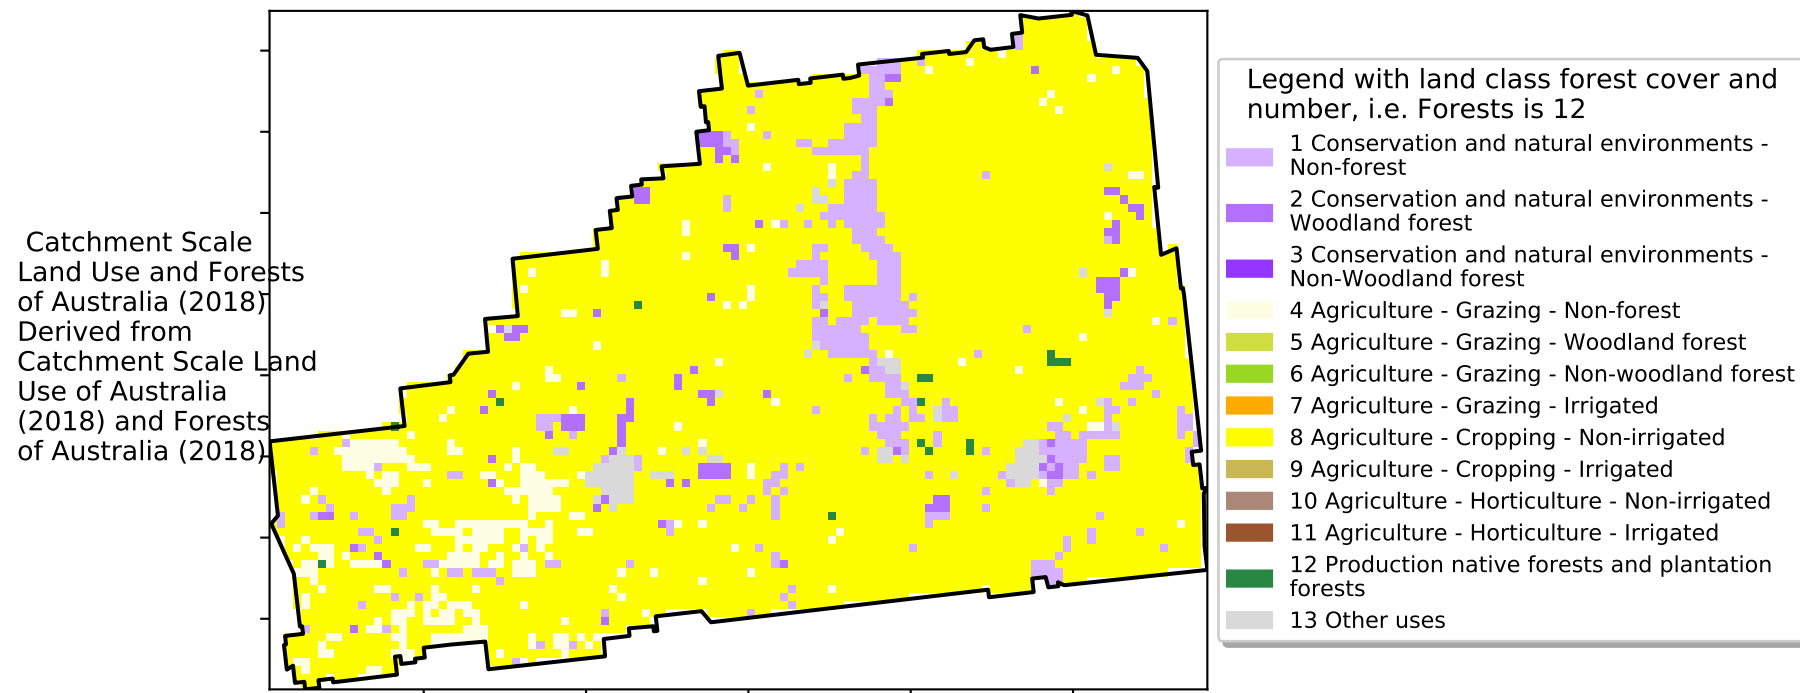 Catchment Scale
Land Use and Forests
of Australia (2018)
Derived from
Catchment Scale Land
Use of Australia
(2018) and Forests
of Australia (2018)
Legend with land class forest cover and
number, i.e. Forests is 12
1 Conservation and natural environments -
Non-forest
2 Conservation and natural environments -
Woodland forest
3 Conservation and natural environments -
Non-Woodland forest
4 Agriculture - Grazing - Non-forest
5 Agriculture - Grazing - Woodland forest
6 Agriculture - Grazing - Non-woodland forest
7 Agriculture - Grazing - Irrigated
8 Agriculture - Cropping - Non-irrigated
9 Agriculture - Cropping - Irrigated
10 Agriculture - Horticulture - Non-irrigated
11 Agriculture - Horticulture - Irrigated
12 Production native forests and plantation
forests
13 Other uses